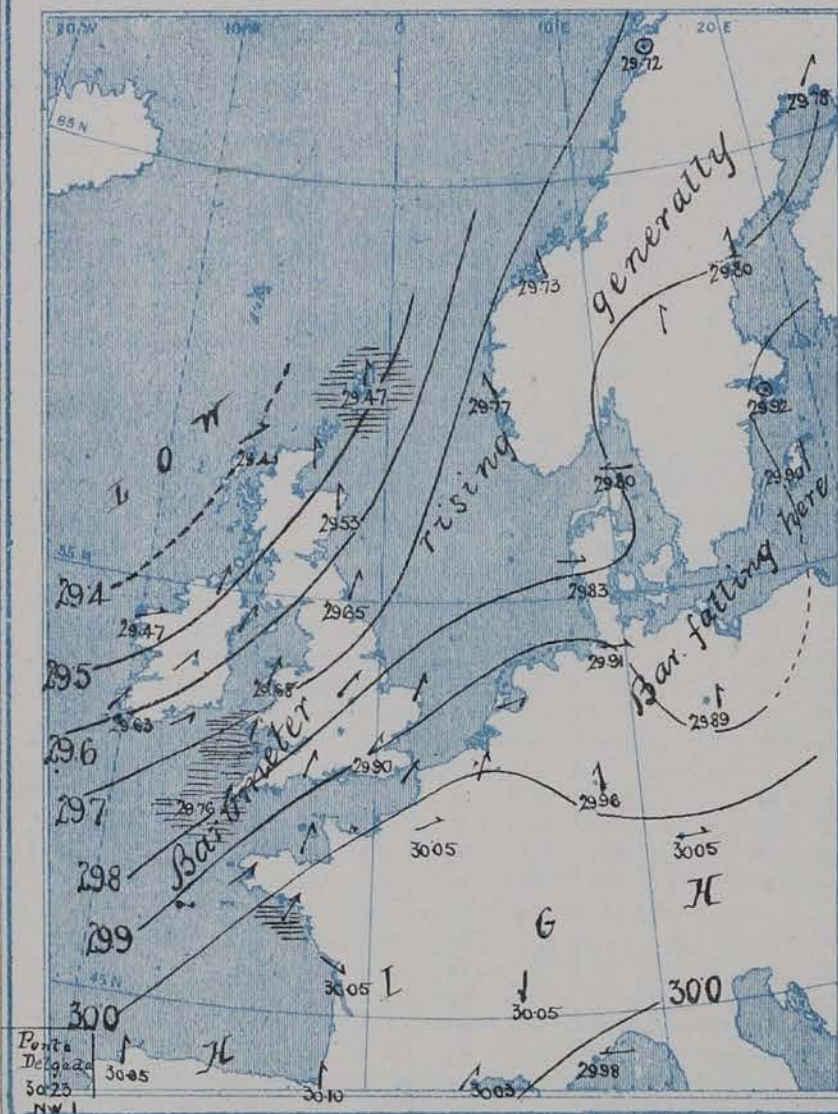 20 W
10 W
0
10 E
20 E
65 N
29.72
29.78
generally
29.80
29.73
29.47
29.77
29.92
LOW
29.43
rising
29.80
29.90
29.53
55 N
29.4
29.83
Bar. falling here
29.47
29.65
29.5
29.68
29.91
29.63
29.89
29.6
Barometer
29.90
29.7
29.76
29.96
30.05
30.05
29.8
H
29.9
G
45 N
30.05
I
30.05
30.0
30.0
Ponta
Delgada
30.23
NW 1
30.05
H
30.10
30.03
29.98